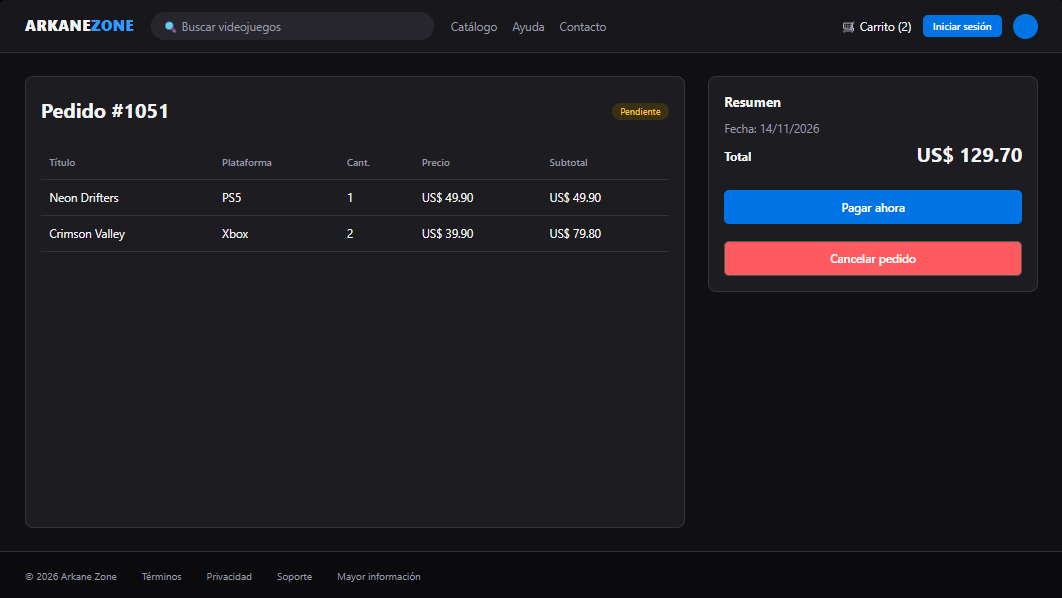 ARKANEZONE Buscar videojuegos Catálogo Ayuda Contacto Carrito (2) Iniciar sesión
Pedido #1051 Pendiente
Título Plataforma Cant. Precio Subtotal
Neon Drifters PS5 1 US$ 49.90 US$ 49.90
Crimson Valley Xbox 2 US$ 39.90 US$ 79.80
Resumen
Fecha: 14/11/2026
Total US$ 129.70
Pagar ahora
Cancelar pedido
© 2026 Arkane Zone Términos Privacidad Soporte Mayor información